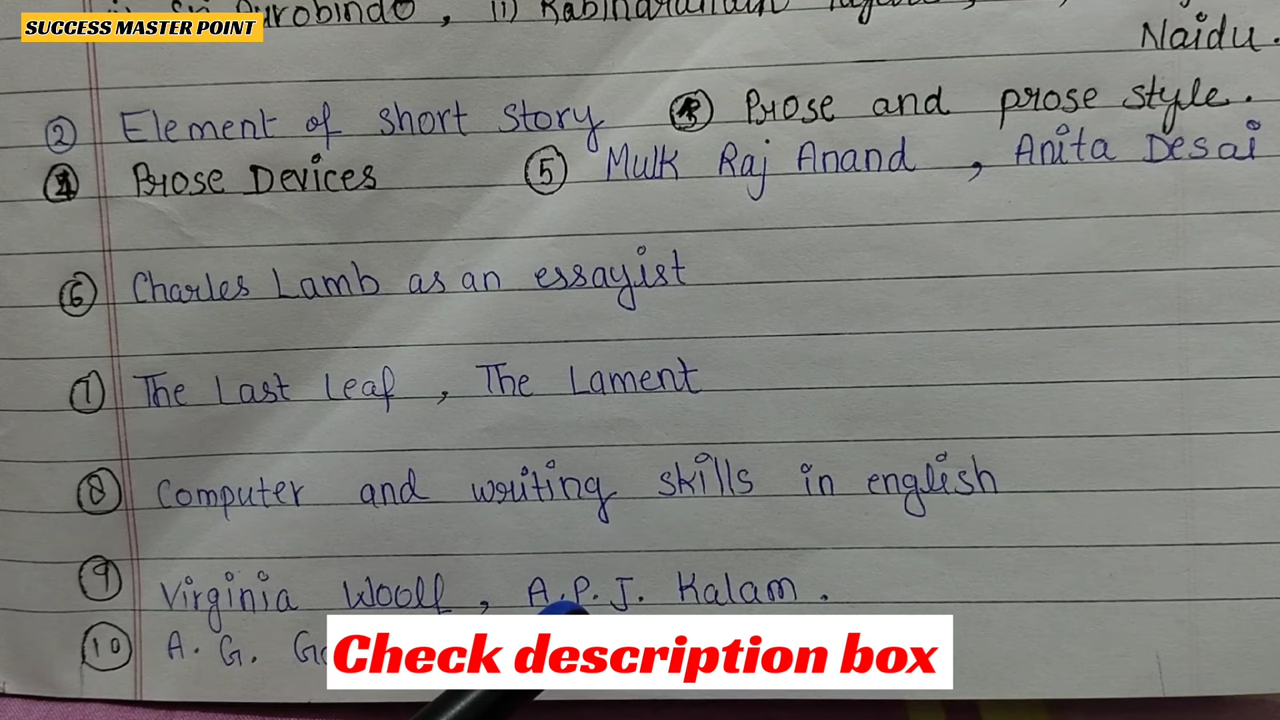 SUCCESS MASTER POINT
Naidu.
② Element of short story ③ Prose and prose style.
④ Prose Devices ⑤ Mulk Raj Anand , Anita Desai
⑥ Charles Lamb as an essayist
⑦ The Last Leaf , The Lament
⑧ Computer and writing skills in english
⑨ Virginia Woolf , A.P.J. Kalam .
⑩ A. G.
Check description box